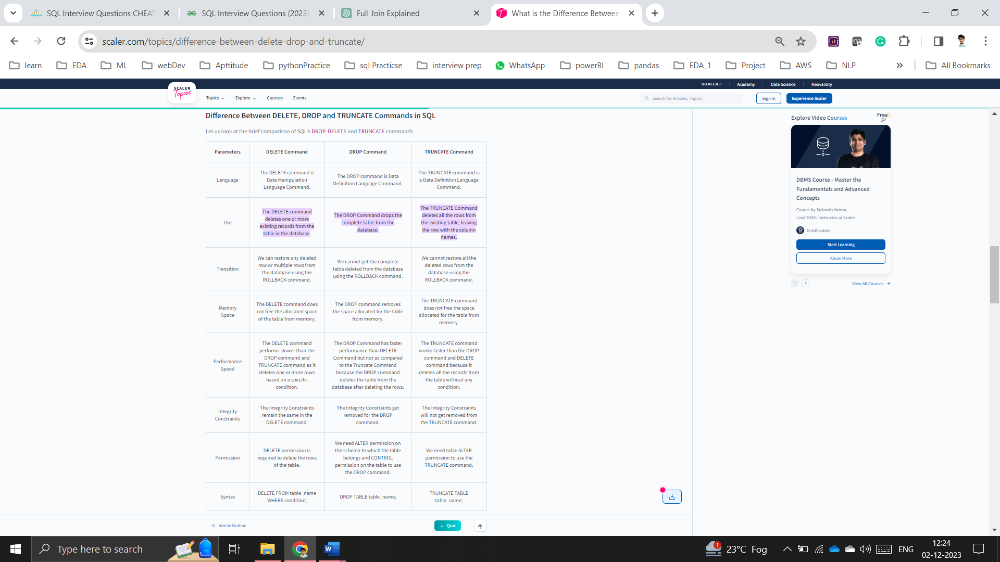 SQL Interview Questions CHEAT
SQL Interview Questions (2023)
Full Join Explained
What is the Difference Between
scaler.com/topics/difference-between-delete-drop-and-truncate/
learn
EDA
ML
webDev
Apttitude
pythonPractice
sql Practicse
interview prep
WhatsApp
powerBI
pandas
EDA_1
Project
AWS
NLP
All Bookmarks
SCALER
Academy
Data Science
Neovarsity
SCALER
Topics
Topics
Explore
Courses
Events
Search for Articles, Topics
Sign In
Experience Scaler
Difference Between DELETE, DROP and TRUNCATE Commands in SQL
Let us look at the brief comparison of SQL's DROP, DELETE and TRUNCATE commands.
Parameters
DELETE Command
DROP Command
TRUNCATE Command
Language
The DELETE command is
Data Manipulation
Language Command.
The DROP command is Data
Definition Language Command.
The TRUNCATE command is
a Data Definition Language
Command.
Use
The DELETE command
deletes one or more
existing records from the
table in the database.
The DROP Command drops the
complete table from the
database.
The TRUNCATE Command
deletes all the rows from
the existing table, leaving
the row with the column
names.
Transition
We can restore any deleted
row or multiple rows from
the database using the
ROLLBACK command.
We cannot get the complete
table deleted from the database
using the ROLLBACK command.
We cannot restore all the
deleted rows from the
database using the
ROLLBACK command.
Memory
Space
The DELETE command does
not free the allocated space
of the table from memory.
The DROP command removes
the space allocated for the table
from memory.
The TRUNCATE command
does not free the space
allocated for the table from
memory.
Performance
Speed
The DELETE command
performs slower than the
DROP command and
TRUNCATE command as it
deletes one or more rows
based on a specific
condition.
The DROP Command has faster
performance than DELETE
Command but not as compared
to the Truncate Command
because the DROP command
deletes the table from the
database after deleting the rows.
The TRUNCATE command
works faster than the DROP
command and DELETE
command because it
deletes all the records from
the table without any
condition.
Integrity
Constraints
The Integrity Constraints
remain the same in the
DELETE command.
The Integrity Constraints get
removed for the DROP
command.
The Integrity Constraints
will not get removed from
the TRUNCATE command.
Permission
DELETE permission is
required to delete the rows
of the table.
We need ALTER permission on
the schema to which the table
belongs and CONTROL
permission on the table to use
the DROP command.
We need table ALTER
permission to use the
TRUNCATE command.
Syntax
DELETE FROM table_name
WHERE condition;
DROP TABLE table_name;
TRUNCATE TABLE
table_name;
Explore Video Courses
Free
DBMS Course - Master the
Fundamentals and Advanced
Concepts
Course by Srikanth Varma
Lead DSML Instructor at Scaler
Certification
Start Learning
Know More
View All Courses
Article Outline
Quiz
Type here to search
W
1
23°C Fog
ENG
12:24
02-12-2023